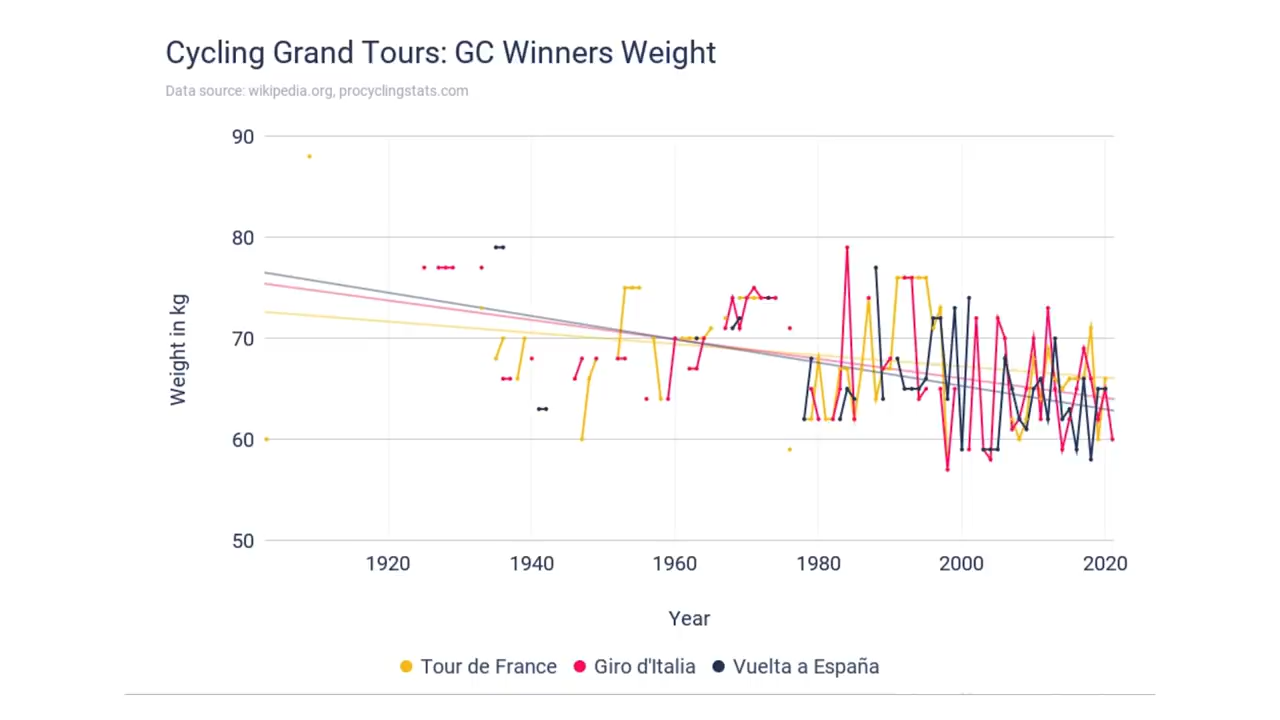 Cycling Grand Tours: GC Winners Weight
Data source: wikipedia.org, procyclingstats.com
90
80
70
60
50
Weight in kg
1920 1940 1960 1980 2000 2020
Year
Tour de France Giro d'Italia Vuelta a España